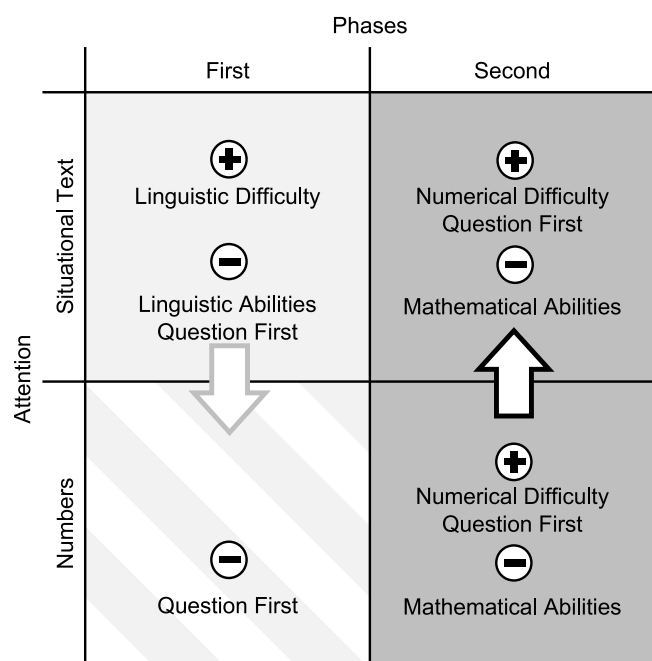 Phases
First
Second
Attention
Situational Text
+
Linguistic Difficulty
−
Linguistic Abilities
Question First
+
Numerical Difficulty
Question First
−
Mathematical Abilities
Numbers
−
Question First
+
Numerical Difficulty
Question First
−
Mathematical Abilities